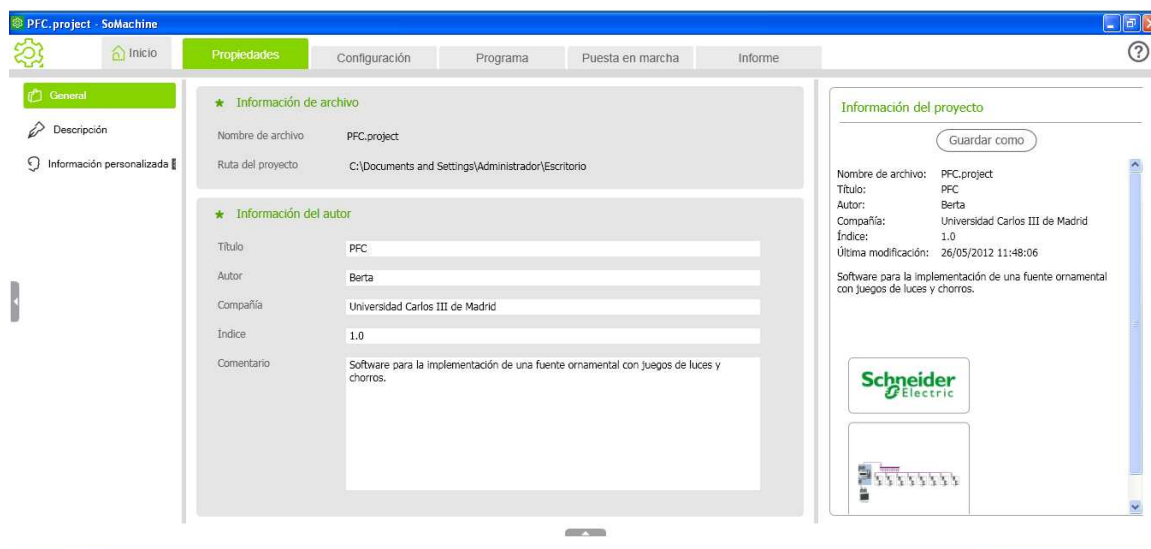 PFC.project - SoMachine
Inicio
Propiedades
Configuración
Programa
Puesta en marcha
Informe
General
Descripción
Información personalizada
Información de archivo
Nombre de archivo PFC.project
Ruta del proyecto C:\Documents and Settings\Administrador\Escritorio
Información del autor
Título PFC
Autor Berta
Compañía Universidad Carlos III de Madrid
Índice 1.0
Comentario Software para la implementación de una fuente ornamental con juegos de luces y
chorros.
Información del proyecto
Guardar como
Nombre de archivo: PFC.project
Título: PFC
Autor: Berta
Compañía: Universidad Carlos III de Madrid
Índice: 1.0
Última modificación: 26/05/2012 11:48:06
Software para la implementación de una fuente ornamental
con juegos de luces y chorros.
Schneider
Electric